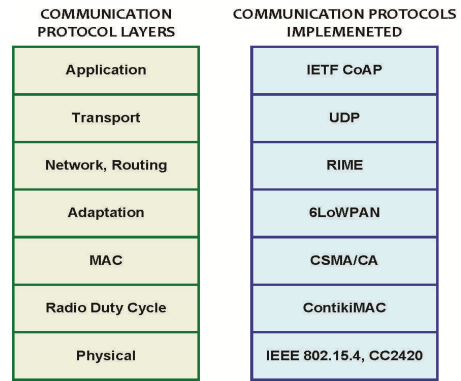 COMMUNICATION
PROTOCOL LAYERS
Application
Transport
Network, Routing
Adaptation
MAC
Radio Duty Cycle
Physical
COMMUNICATION PROTOCOLS
IMPLEMENETED
IETF CoAP
UDP
RIME
6LoWPAN
CSMA/CA
ContikiMAC
IEEE 802.15.4, CC2420